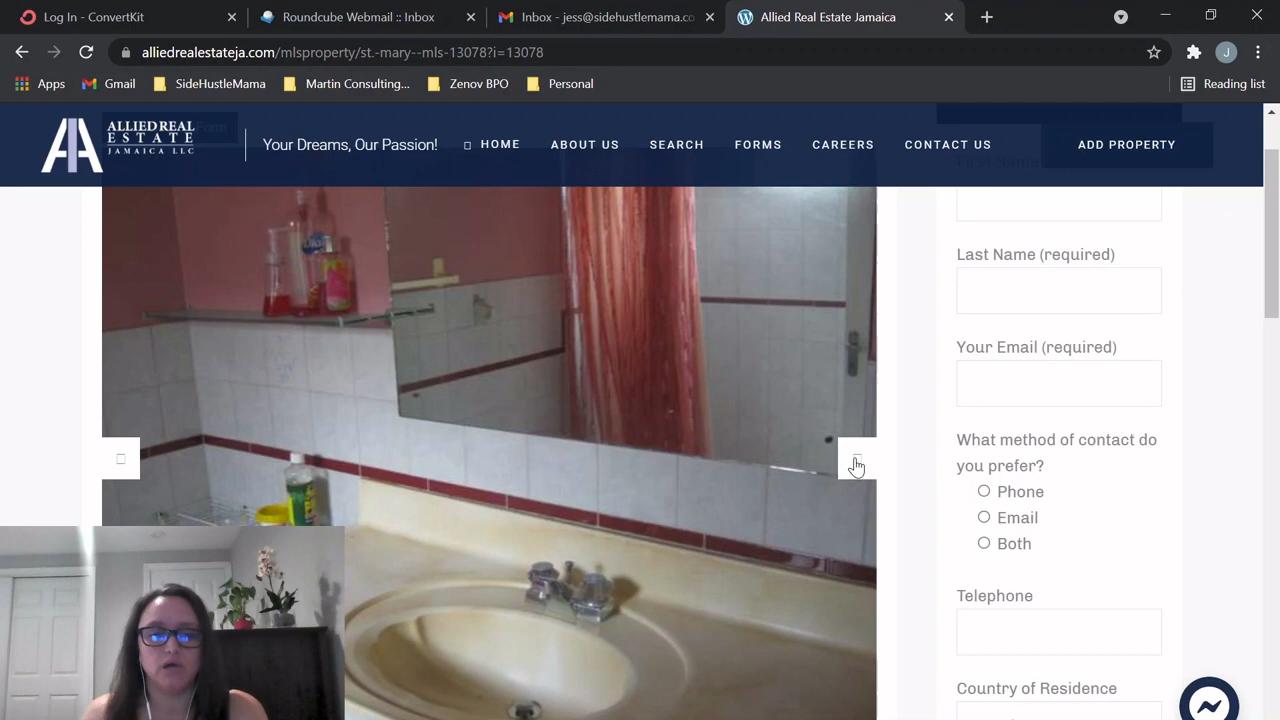 Log In - ConvertKit
Roundcube Webmail :: Inbox
Inbox - jess@sidehustlemama.co
Allied Real Estate Jamaica
alliedrealestateja.com/mlsproperty/st.-mary--mls-13078?i=13078
J
Apps
Gmail
SideHustleMama
Martin Consulting...
Zenov BPO
Personal
Reading list
ALLIED REAL
ESTATE
JAMAICA LLC
Your Dreams, Our Passion!
HOME
ABOUT US
SEARCH
FORMS
CAREERS
CONTACT US
ADD PROPERTY
First Name
Last Name (required)
Your Email (required)
What method of contact do
you prefer?
Phone
Email
Both
Telephone
Country of Residence